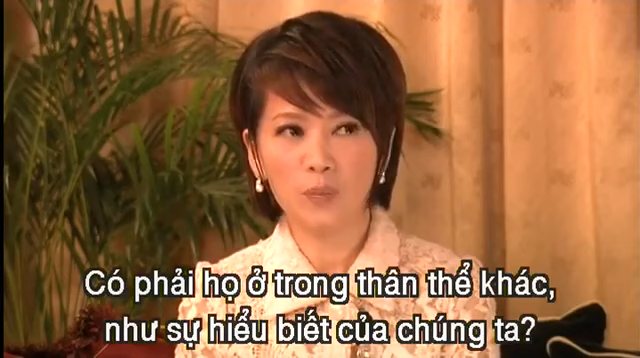 Có phải họ ở trong thân thể khác,
như sự hiểu biết của chúng ta?